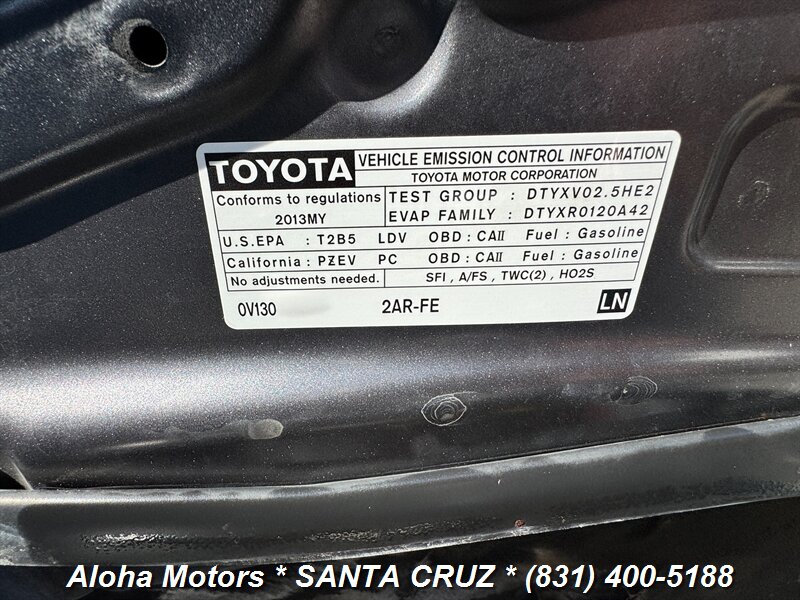 TOYOTA VEHICLE EMISSION CONTROL INFORMATION
TOYOTA MOTOR CORPORATION
Conforms to regulations TEST GROUP : DTYXV02.5HE2
2013MY EVAP FAMILY : DTYXR0120A42
U.S.EPA : T2B5 LDV OBD : CAII Fuel : Gasoline
California : PZEV PC OBD : CAII Fuel : Gasoline
No adjustments needed. SFI , A/FS , TWC(2) , HO2S
0V130 2AR-FE LN
Aloha Motors * SANTA CRUZ * (831) 400-5188